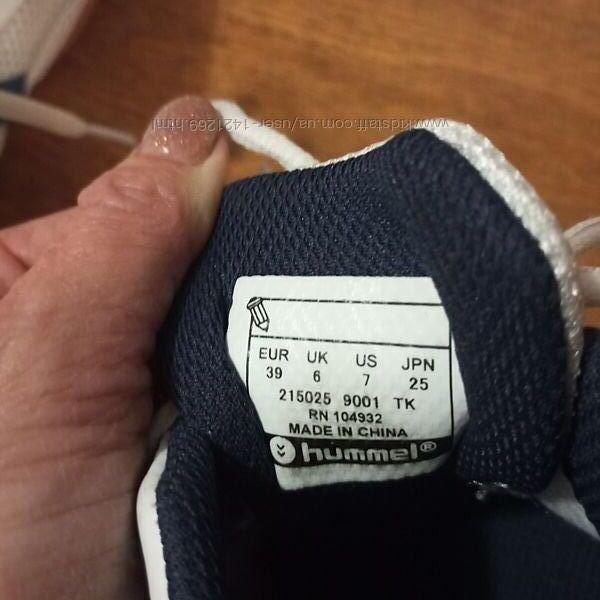 www.kidstaff.com.ua/user-1421269.html
EUR UK US JPN
39 6 7 25
215025 9001 TK
RN 104932
MADE IN CHINA
hummel®